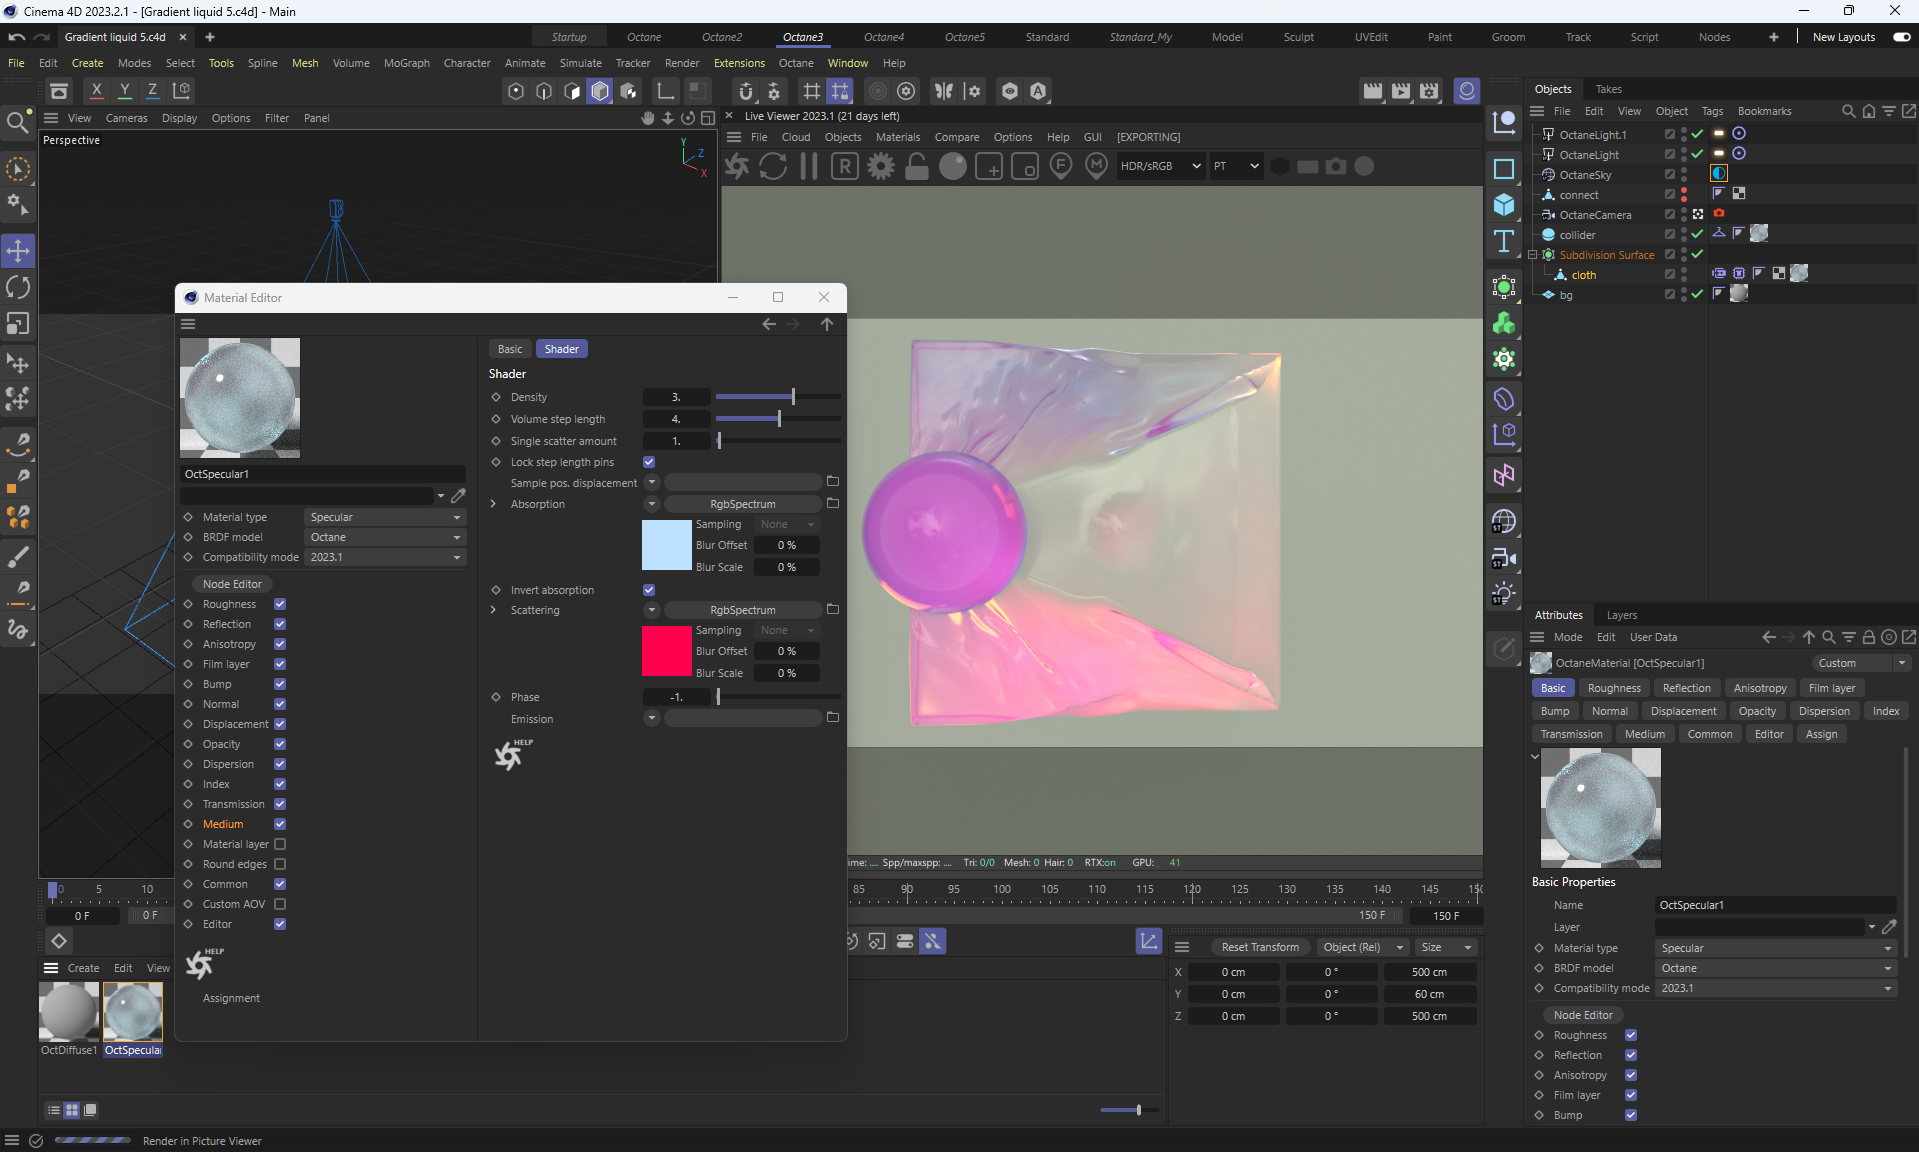 Cinema 4D 2023.2.1 - [Gradient liquid 5.c4d] - Main
Gradient liquid 5.c4d × +
Startup Octane Octane2 Octane3 Octane4 Octane5 Standard Standard_My Model Sculpt UVEdit Paint Groom Track Script Nodes + New Layouts
File Edit Create Modes Select Tools Spline Mesh Volume MoGraph Character Animate Simulate Tracker Render Extensions Octane Window Help
X Y Z
View Cameras Display Options Filter Panel
Perspective
Y
Z
X
Live Viewer 2023.1 (21 days left)
File Cloud Objects Materials Compare Options Help GUI [EXPORTING]
R F M HDR/sRGB PT
Material Editor
OctSpecular1
Material type Specular
BRDF model Octane
Compatibility mode 2023.1
Node Editor
Roughness
Reflection
Anisotropy
Film layer
Bump
Normal
Displacement
Opacity
Dispersion
Index
Transmission
Medium
Material layer
Round edges
Common
Custom AOV
Editor
HELP
Assignment
Basic Shader
Shader
Density 3.
Volume step length 4.
Single scatter amount 1.
Lock step length pins
Sample pos. displacement
Absorption RgbSpectrum
Sampling None
Blur Offset 0 %
Blur Scale 0 %
Invert absorption
Scattering RgbSpectrum
Sampling None
Blur Offset 0 %
Blur Scale 0 %
Phase -1.
Emission
HELP
ime: .... Spp/maxspp: .... Tri: 0/0 Mesh: 0 Hair: 0 RTX:on GPU: 41
0 5 10 85 90 95 100 105 110 115 120 125 130 135 140 145 150
0 F 0 F 150 F 150 F
Create Edit View
OctDiffuse1 OctSpecular
Reset Transform Object (Rel) Size
X 0 cm 0 ° 500 cm
Y 0 cm 0 ° 60 cm
Z 0 cm 0 ° 500 cm
Render in Picture Viewer
T
ST
ST
ST
Objects Takes
File Edit View Object Tags Bookmarks
OctaneLight.1
OctaneLight
OctaneSky
connect
OctaneCamera
collider
Subdivision Surface
cloth
bg
Attributes Layers
Mode Edit User Data
OctaneMaterial [OctSpecular1] Custom
Basic Roughness Reflection Anisotropy Film layer
Bump Normal Displacement Opacity Dispersion Index
Transmission Medium Common Editor Assign
Basic Properties
Name OctSpecular1
Layer
Material type Specular
BRDF model Octane
Compatibility mode 2023.1
Node Editor
Roughness
Reflection
Anisotropy
Film layer
Bump